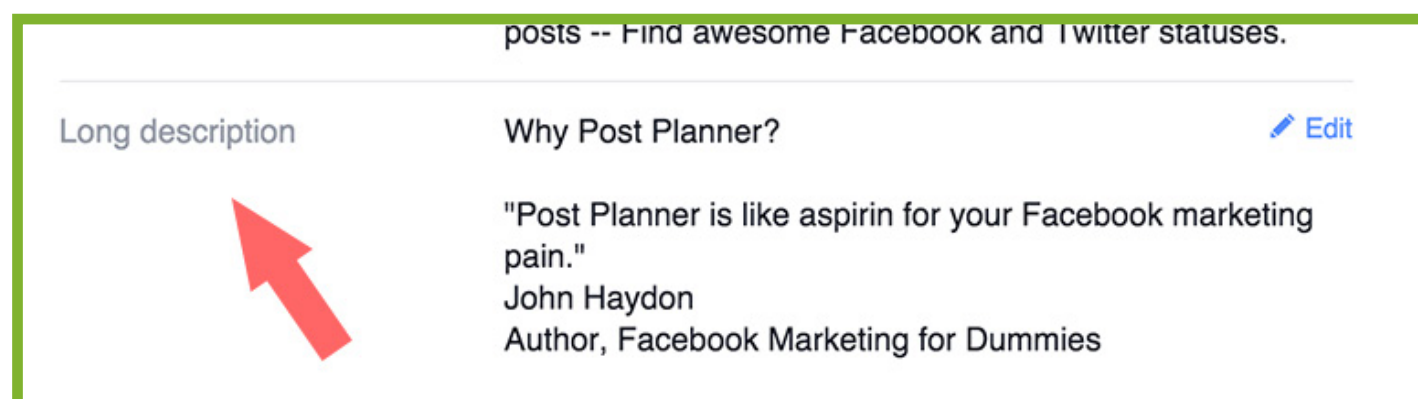 posts -- Find awesome Facebook and Twitter statuses.
Long description
Why Post Planner?
Edit
"Post Planner is like aspirin for your Facebook marketing
pain."
John Haydon
Author, Facebook Marketing for Dummies